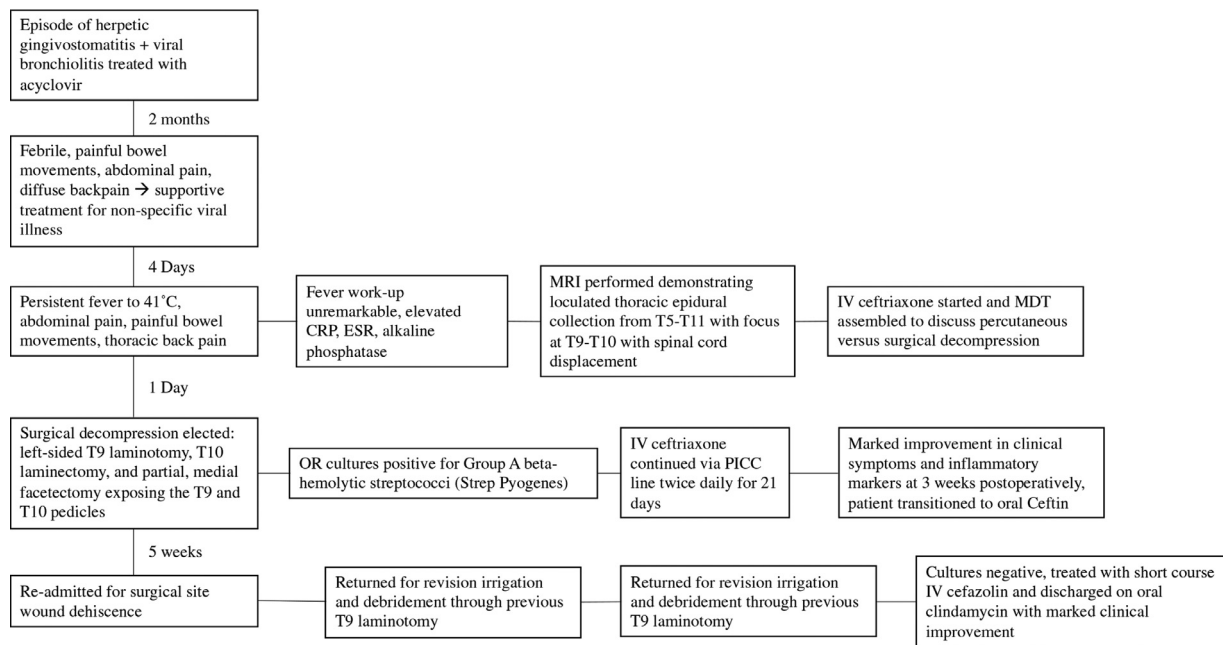 Episode of herpetic
gingivostomatitis + viral
bronchiolitis treated with
acyclovir
2 months
Febrile, painful bowel
movements, abdominal pain,
diffuse backpain → supportive
treatment for non-specific viral
illness
4 Days
Persistent fever to 41˚C,
abdominal pain, painful bowel
movements, thoracic back pain
Fever work-up
unremarkable, elevated
CRP, ESR, alkaline
phosphatase
MRI performed demonstrating
loculated thoracic epidural
collection from T5-T11 with focus
at T9-T10 with spinal cord
displacement
IV ceftriaxone started and MDT
assembled to discuss percutaneous
versus surgical decompression
1 Day
Surgical decompression elected:
left-sided T9 laminotomy, T10
laminectomy, and partial, medial
facetectomy exposing the T9 and
T10 pedicles
OR cultures positive for Group A beta-
hemolytic streptococci (Strep Pyogenes)
IV ceftriaxone
continued via PICC
line twice daily for 21
days
Marked improvement in clinical
symptoms and inflammatory
markers at 3 weeks postoperatively,
patient transitioned to oral Ceftin
5 weeks
Re-admitted for surgical site
wound dehiscence
Returned for revision irrigation
and debridement through previous
T9 laminotomy
Returned for revision irrigation
and debridement through previous
T9 laminotomy
Cultures negative, treated with short course
IV cefazolin and discharged on oral
clindamycin with marked clinical
improvement